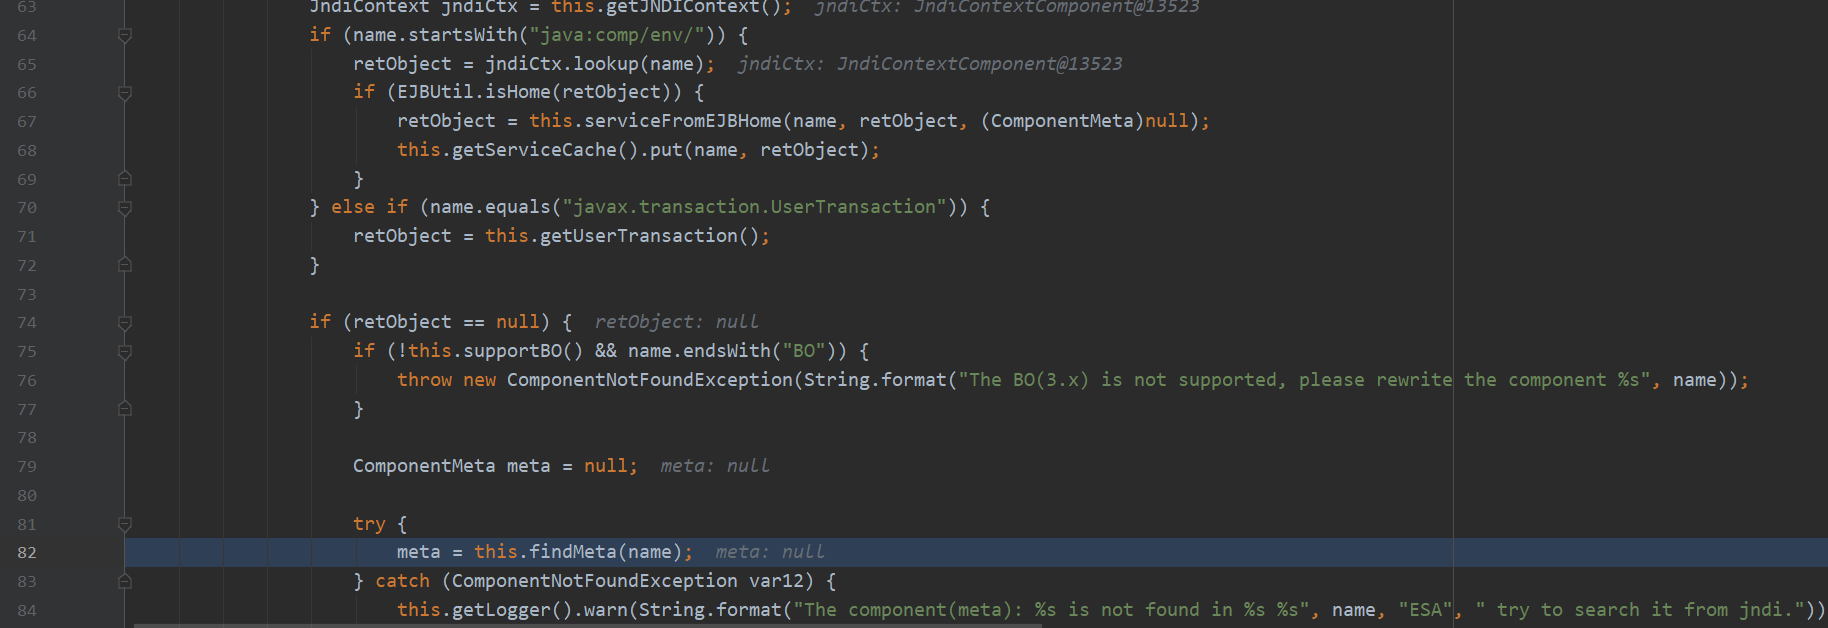 63 JndiContext jndiCtx = this.getJNDIContext(); jndiCtx: JndiContextComponent@13523
64 if (name.startsWith("java:comp/env/")) {
65 retObject = jndiCtx.lookup(name); jndiCtx: JndiContextComponent@13523
66 if (EJBUtil.isHome(retObject)) {
67 retObject = this.serviceFromEJBHome(name, retObject, (ComponentMeta)null);
68 this.getServiceCache().put(name, retObject);
69 }
70 } else if (name.equals("javax.transaction.UserTransaction")) {
71 retObject = this.getUserTransaction();
72 }
73
74 if (retObject == null) { retObject: null
75 if (!this.supportBO() && name.endsWith("BO")) {
76 throw new ComponentNotFoundException(String.format("The BO(3.x) is not supported, please rewrite the component %s", name));
77 }
78
79 ComponentMeta meta = null; meta: null
80
81 try {
82 meta = this.findMeta(name); meta: null
83 } catch (ComponentNotFoundException var12) {
84 this.getLogger().warn(String.format("The component(meta): %s is not found in %s %s", name, "ESA", " try to search it from jndi."))